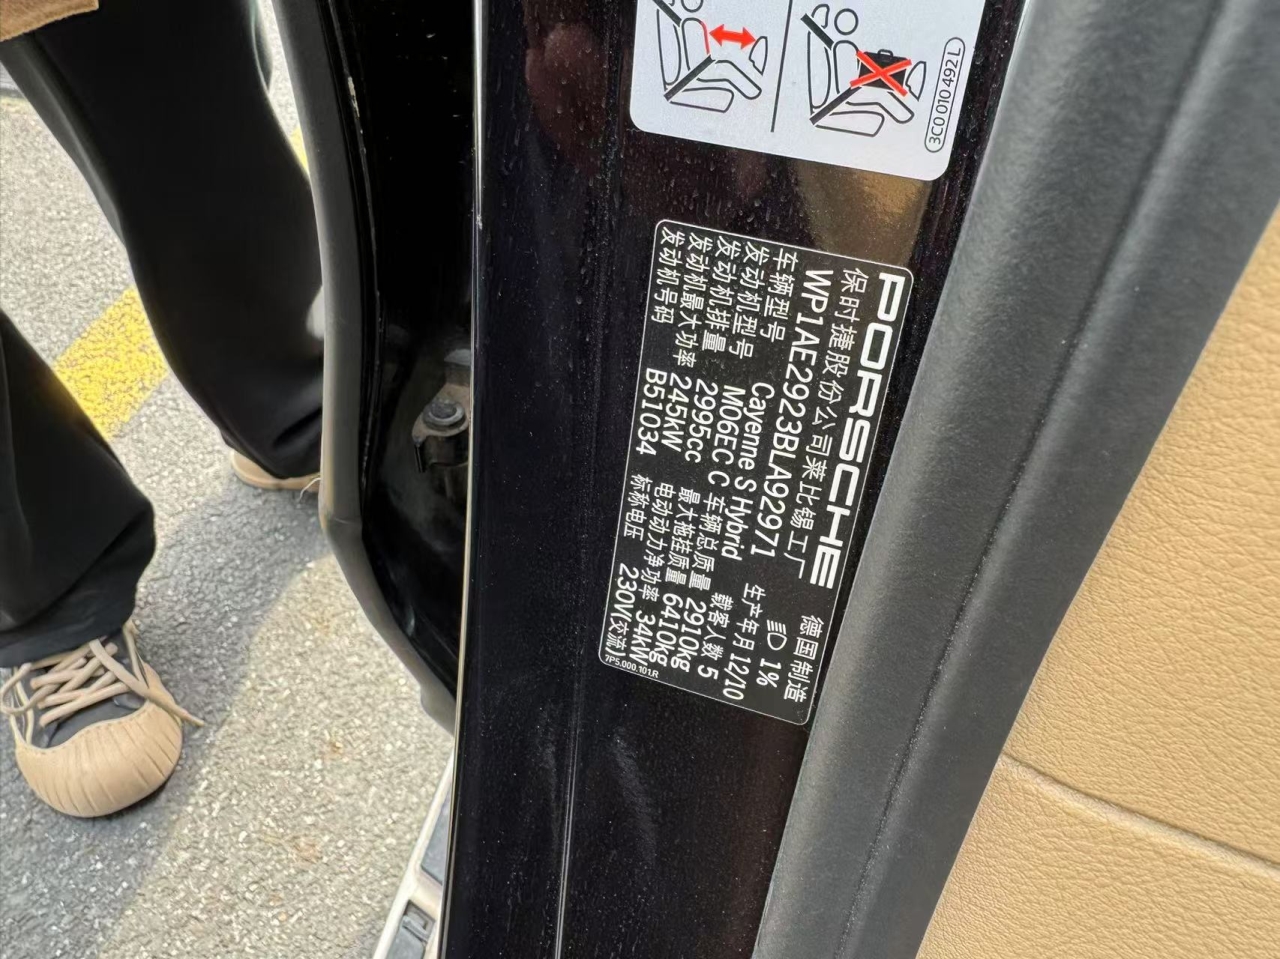 3C0 010 492 L
PORSCHE
保时捷股份公司莱比锡工厂 德国制造
WP1AE2923BLA92971 1%
车辆型号 Cayenne S Hybrid 生产年月 12/10
发动机型号 M06EC C 载客人数 5
发动机排量 2995cc 车辆总质量 2910kg
发动机最大功率 245kW 最大拖挂质量 6410kg
发动机号码 B51034 电动动力净功率 34kW
标称电压 230V(交流)
7P5.000.101.R